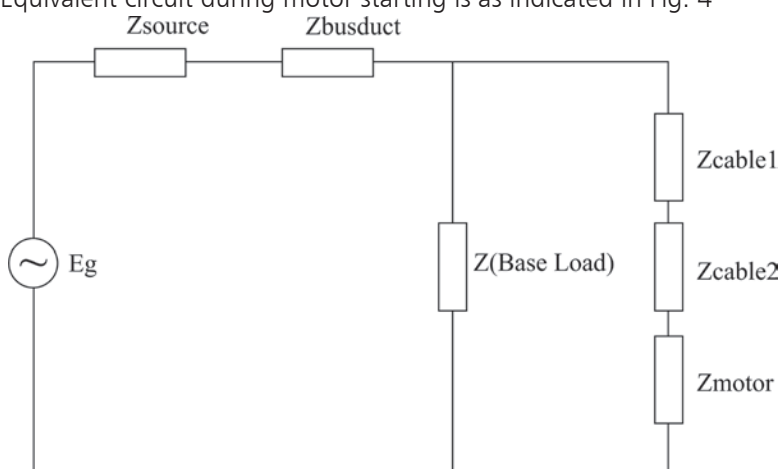 Equivalent circuit during motor starting is as indicated in Fig. 4
Zsource Zbusduct
Zcable1
Eg Z(Base Load) Zcable2
Zmotor